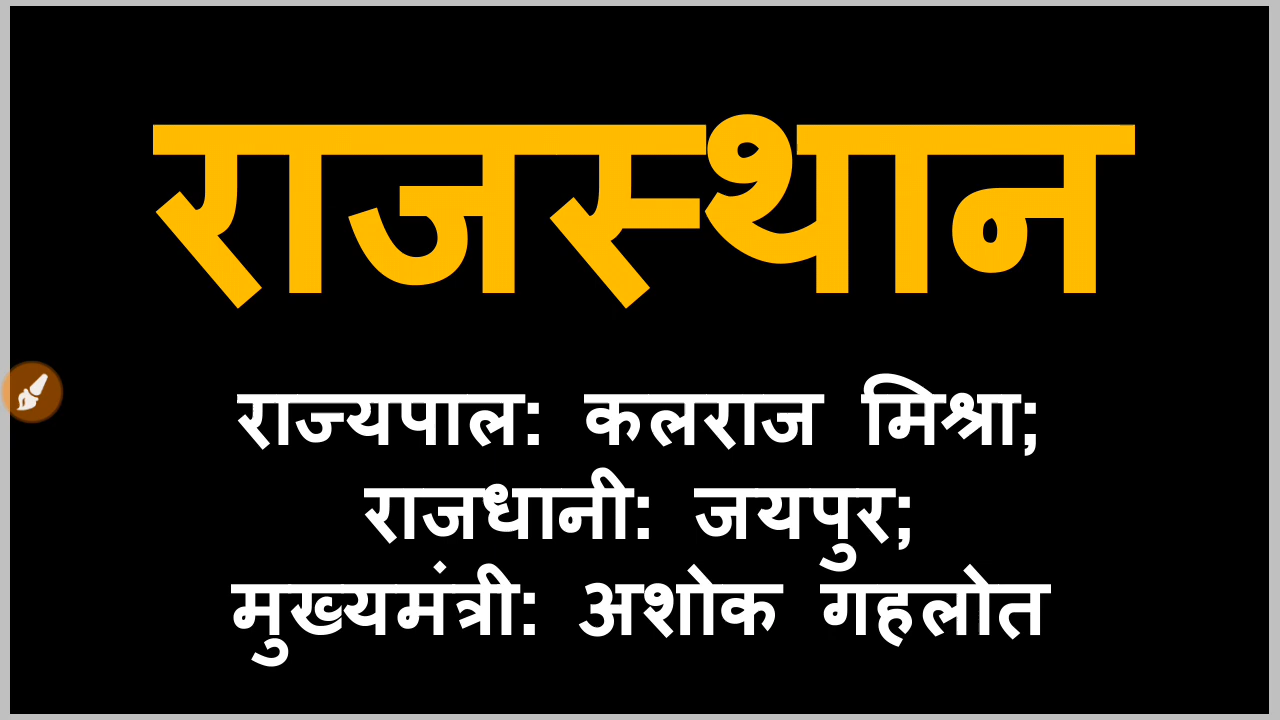 राजस्थान
राज्यपाल: कलराज मिश्रा;
राजधानी: जयपुर;
मुख्यमंत्री: अशोक गहलोत